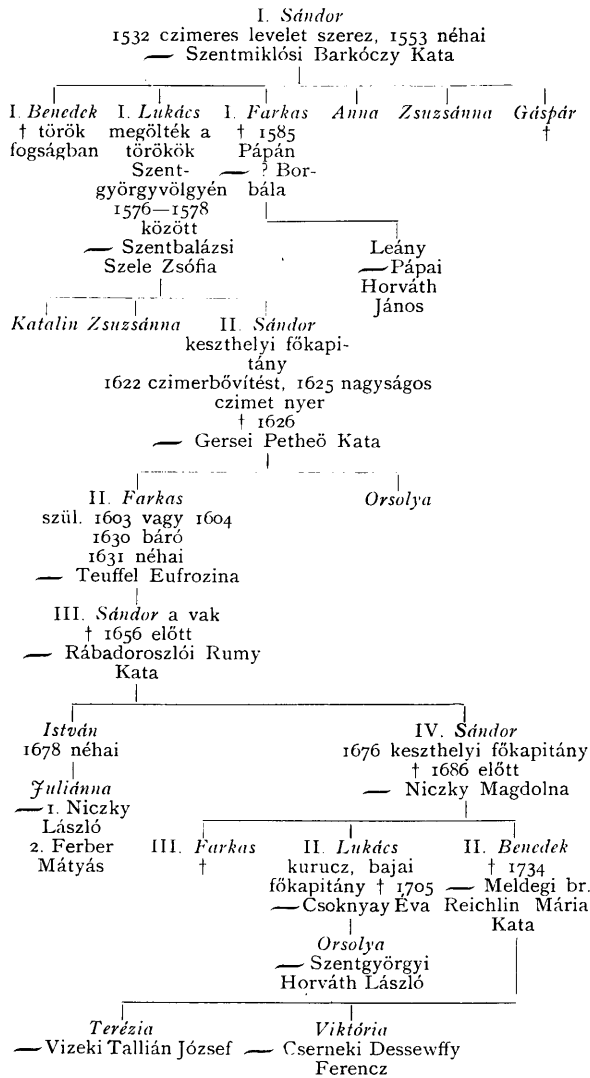 I. Sándor
1532 czimeres levelet szerez, 1553 néhai
— Szentmiklósi Barkóczy Kata
I. Benedek
† török
fogságban
I. Lukács
megölték a
törökök
Szent-
györgyvölgyén
1576—1578
között
— Szentbalázsi
Szele Zsófia
I. Farkas
† 1585
Pápán
— ? Bor-
bála
Anna
Zsuzsánna
Gáspár
†
Leány
— Pápai
Horváth
János
Katalin
Zsuzsánna
II. Sándor
keszthelyi főkapi-
tány
1622 czimerbővítést, 1625 nagyságos
czimet nyer
† 1626
— Gersei Petheö Kata
II. Farkas
szül. 1603 vagy 1604
1630 báró
1631 néhai
— Teuffel Eufrozina
Orsolya
III. Sándor a vak
† 1656 előtt
— Rábadoroszlói Rumy
Kata
István
1678 néhai
Juliánna
— 1. Niczky
László
2. Ferber
Mátyás
IV. Sándor
1676 keszthelyi főkapitány
† 1686 előtt
— Niczky Magdolna
III. Farkas
†
II. Lukács
kurucz, bajai
főkapitány † 1705
— Csoknyay Éva
Orsolya
— Szentgyörgyi
Horváth László
II. Benedek
† 1734
— Meldegi br.
Reichlin Mária
Kata
Terézia
— Vizeki Tallián József
Viktória
— Cserneki Dessewffy
Ferencz